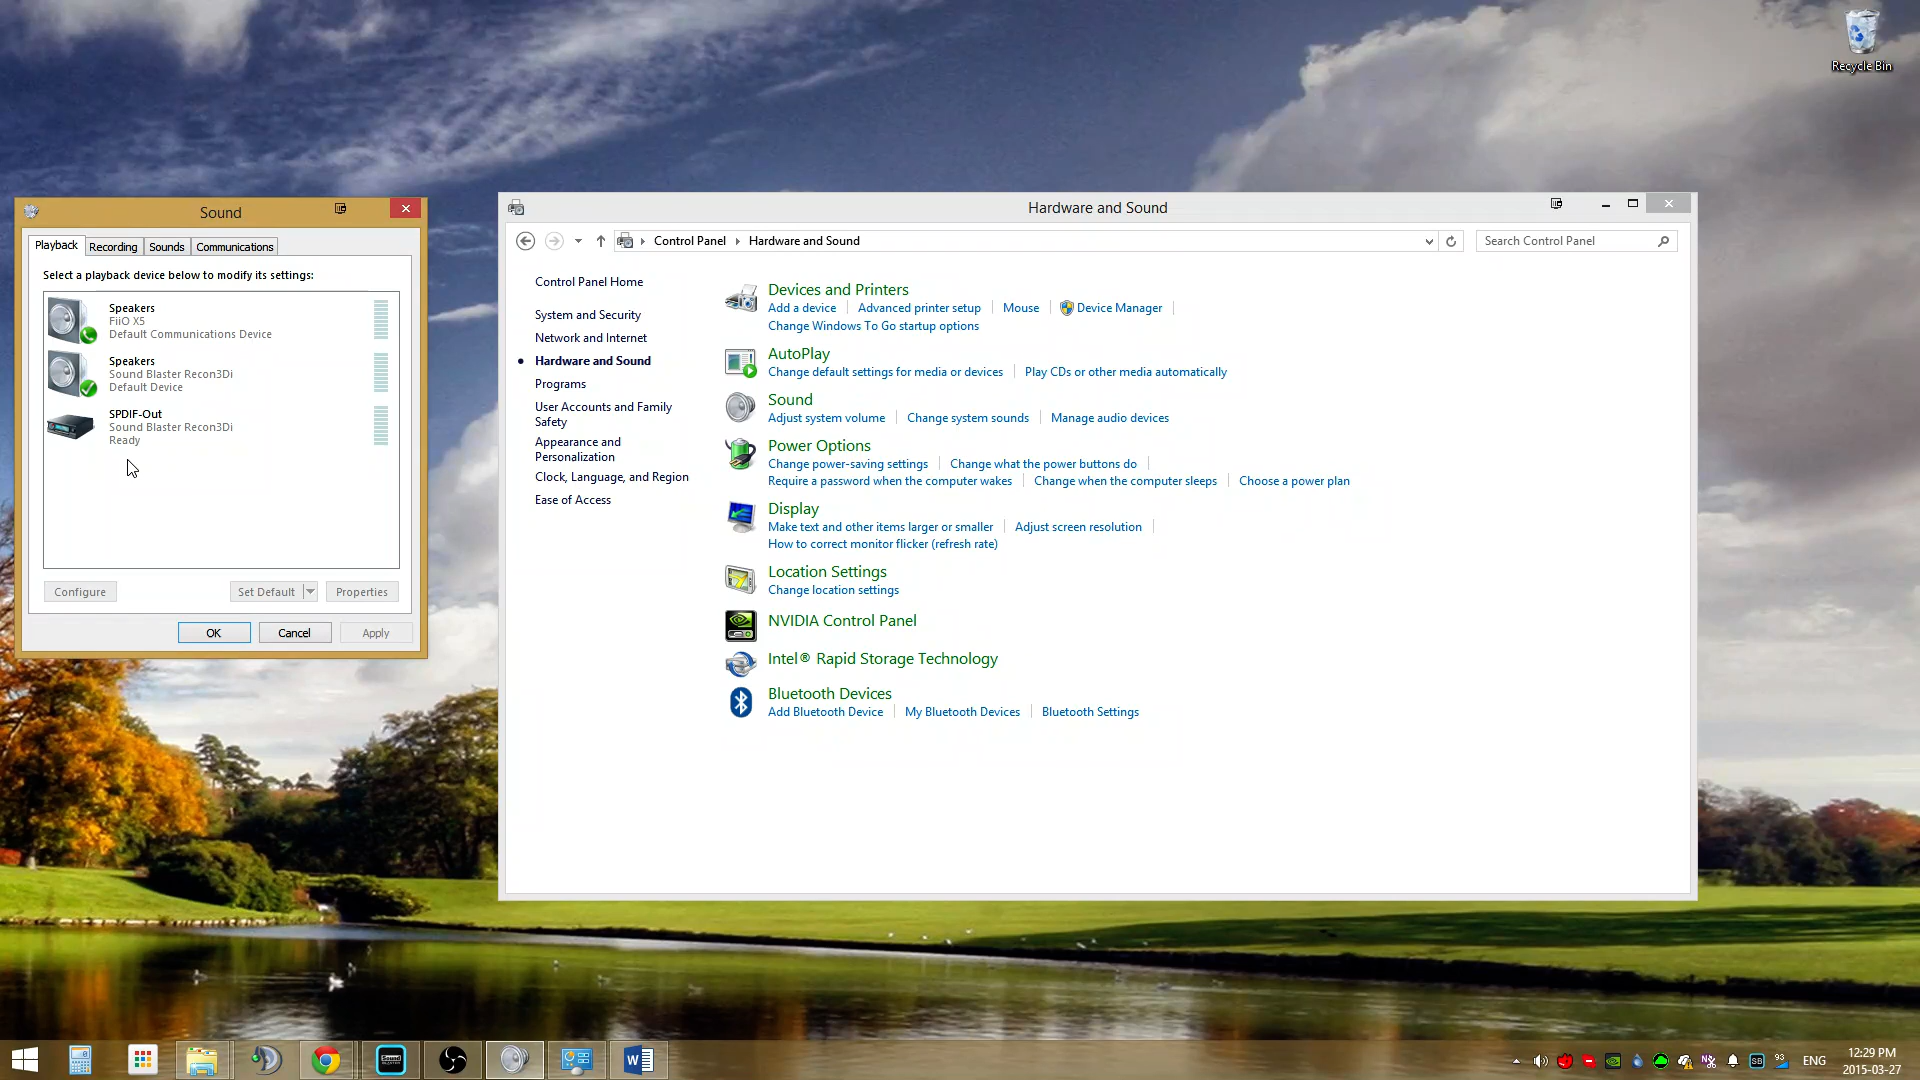 Recycle Bin
Sound
Playback
Recording
Sounds
Communications
Select a playback device below to modify its settings:
Speakers
FiiO X5
Default Communications Device
Speakers
Sound Blaster Recon3Di
Default Device
SPDIF-Out
Sound Blaster Recon3Di
Ready
Configure
Set Default
Properties
OK
Cancel
Apply
Hardware and Sound
Control Panel
Hardware and Sound
Search Control Panel
Control Panel Home
System and Security
Network and Internet
Hardware and Sound
Programs
User Accounts and Family
Safety
Appearance and
Personalization
Clock, Language, and Region
Ease of Access
Devices and Printers
Add a device
Advanced printer setup
Mouse
Device Manager
Change Windows To Go startup options
AutoPlay
Change default settings for media or devices
Play CDs or other media automatically
Sound
Adjust system volume
Change system sounds
Manage audio devices
Power Options
Change power-saving settings
Change what the power buttons do
Require a password when the computer wakes
Change when the computer sleeps
Choose a power plan
Display
Make text and other items larger or smaller
Adjust screen resolution
How to correct monitor flicker (refresh rate)
Location Settings
Change location settings
NVIDIA Control Panel
Intel® Rapid Storage Technology
Bluetooth Devices
Add Bluetooth Device
My Bluetooth Devices
Bluetooth Settings
SB
93
ENG
12:29 PM
2015-03-27